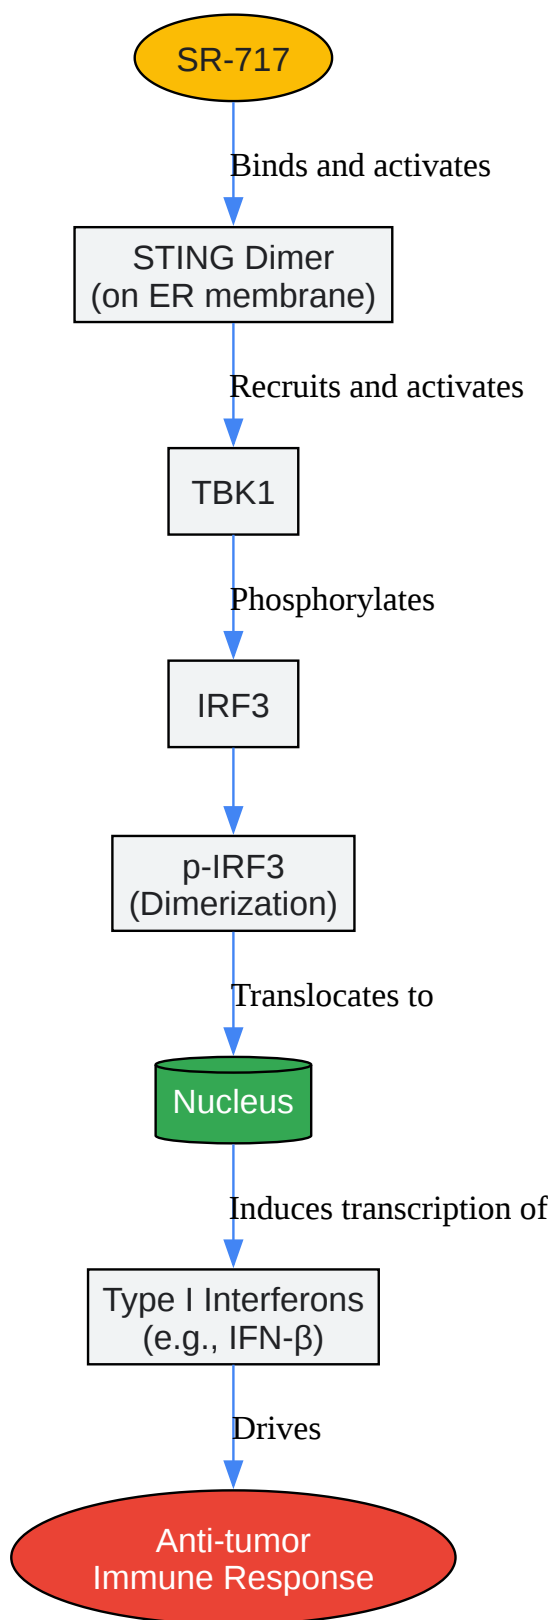 SR-717
Binds and activates
STING Dimer
(on ER membrane)
Recruits and activates
TBK1
Phosphorylates
IRF3
p-IRF3
(Dimerization)
Translocates to
Nucleus
Induces transcription of
Type I Interferons
(e.g., IFN-β)
Drives
Anti-tumor
Immune Response